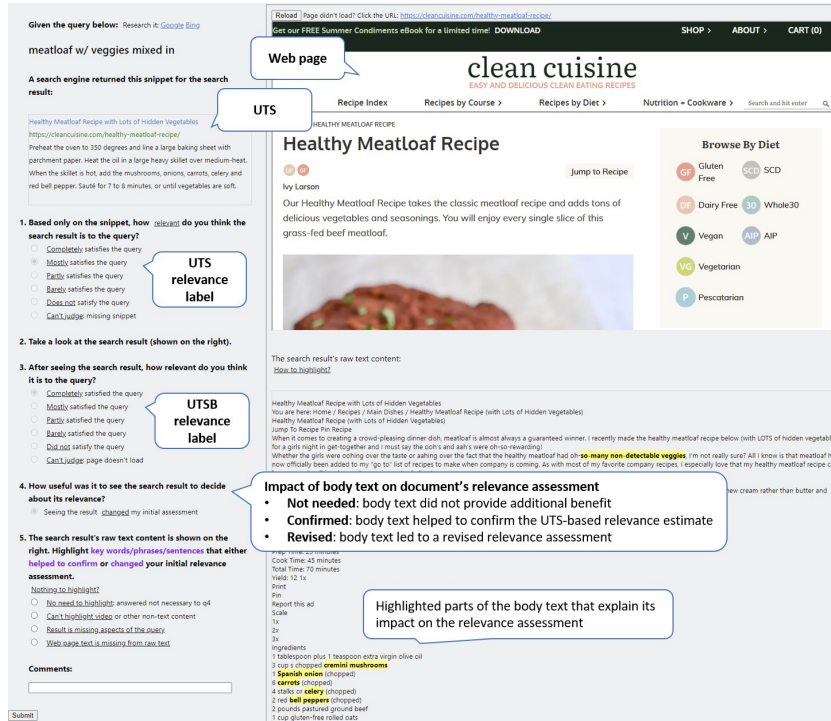 Given the query below: Research it: Google Bing
meatloaf w/ veggies mixed in
A search engine returned this snippet for the search
result:
Healthy Meatloaf Recipe with Lots of Hidden Vegetables
https://cleancuisine.com/healthy-meatloaf-recipe/
Preheat the oven to 350 degrees and line a large baking sheet with
parchment paper. Heat the oil in a large heavy skillet over medium-heat.
When the skillet is hot, add the mushrooms, onions, carrots, celery and
red bell pepper. Sauté for 7 to 8 minutes, or until vegetables are soft.
1. Based only on the snippet, how relevant do you think the
search result is to the query?
Completely satisfies the query
Mostly satisfies the query
Partly satisfies the query
Barely satisfies the query
Does not satisfy the query
Can't judge: missing snippet
UTS
relevance
label
2. Take a look at the search result (shown on the right).
3. After seeing the search result, how relevant do you think
it is to the query?
Completely satisfied the query
Mostly satisfied the query
Partly satisfied the query
Barely satisfied the query
Did not satisfy the query
Can't judge: page doesn't load
UTSB
relevance
label
4. How useful was it to see the search result to decide
about its relevance?
Seeing the result changed my initial assessment
5. The search result's raw text content is shown on the
right. Highlight key words/phrases/sentences that either
helped to confirm or changed your initial relevance
assessment.
Nothing to highlight?
No need to highlight: answered not necessary to q4
Can't highlight video or other non-text content
Result is missing aspects of the query
Web page text is missing from raw text
Comments:
Submit
Reload Page didn't load? Click the URL: https://cleancuisine.com/healthy-meatloaf-recipe/
Get our FREE Summer Condiments eBook for a limited time! DOWNLOAD SHOP > ABOUT > CART (0)
Web page
clean cuisine
EASY AND DELICIOUS CLEAN EATING RECIPES
UTS
Recipe Index Recipes by Course > Recipes by Diet > Nutrition + Cookware > Search and hit enter
HEALTHY MEATLOAF RECIPE
Healthy Meatloaf Recipe
DF GF
Jump to Recipe
Ivy Larson
Our Healthy Meatloaf Recipe takes the classic meatloaf recipe and adds tons of
delicious vegetables and seasonings. You will enjoy every single slice of this
grass-fed beef meatloaf.
Browse By Diet
GF Gluten Free SCD SCD
DF Dairy Free 30 Whole30
V Vegan AIP AIP
VG Vegetarian
P Pescatarian
The search result's raw text content:
How to highlight?
Healthy Meatloaf Recipe with Lots of Hidden Vegetables
You are here: Home / Recipes / Main Dishes / Healthy Meatloaf Recipe (with Lots of Hidden Vegetables)
Healthy Meatloaf Recipe (with Lots of Hidden Vegetables)
Jump To Recipe Pin Recipe
When it comes to creating a crowd-pleasing dinner dish, meatloaf is almost always a guaranteed winner. I recently made the healthy meatloaf recipe below (with LOTS of hidden vegetabl
for a girls night in get-together and I must say the ooh's and aah's were oh-so-rewarding!
Whether the girls were oohing over the taste or aahing over the fact that the healthy meatloaf had oh-so-many non-detectable veggies, I'm not really sure? All I know is that meatloaf h
now officially been added to my "go to" list of recipes to make when company is coming. As with most of my favorite company recipes, I especially love that my healthy meatloaf recipe c
Impact of body text on document's relevance assessment
• Not needed: body text did not provide additional benefit
• Confirmed: body text helped to confirm the UTS-based relevance estimate
• Revised: body text led to a revised relevance assessment
new cream rather than butter and
Prep Time: 25 minutes
Cook Time: 45 minutes
Total Time: 70 minutes
Yield: 12 1x
Print
Pin
Report this ad
Scale
1x
2x
3x
Highlighted parts of the body text that explain its
impact on the relevance assessment
Ingredients
1 tablespoon plus 1 teaspoon extra virgin olive oil
3 cup s chopped cremini mushrooms
1 Spanish onion (chopped)
6 carrots (chopped)
4 stalks or celery (chopped)
2 red bell peppers (chopped)
2 pounds pastured ground beef
1 cup gluten-free rolled oats